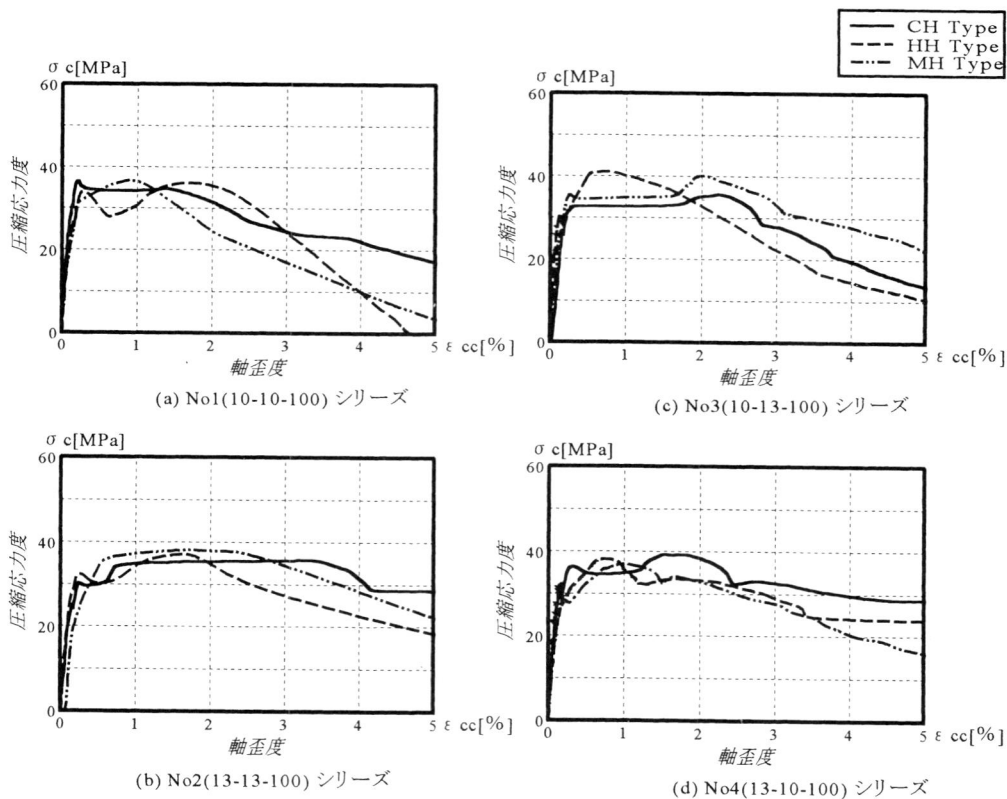 CH Type
HH Type
MH Type
σ c[MPa]
60
40
20
0
圧縮応力度
0 1 2 3 4 5 ε cc[%]
軸歪度
(a) No1(10-10-100) シリーズ
σ c[MPa]
60
40
20
0
圧縮応力度
0 1 2 3 4 5 ε cc[%]
軸歪度
(c) No3(10-13-100) シリーズ
σ c[MPa]
60
40
20
0
圧縮応力度
0 1 2 3 4 5 ε cc[%]
軸歪度
(b) No2(13-13-100) シリーズ
σ c[MPa]
60
40
20
0
圧縮応力度
0 1 2 3 4 5 ε cc[%]
軸歪度
(d) No4(13-10-100) シリーズ